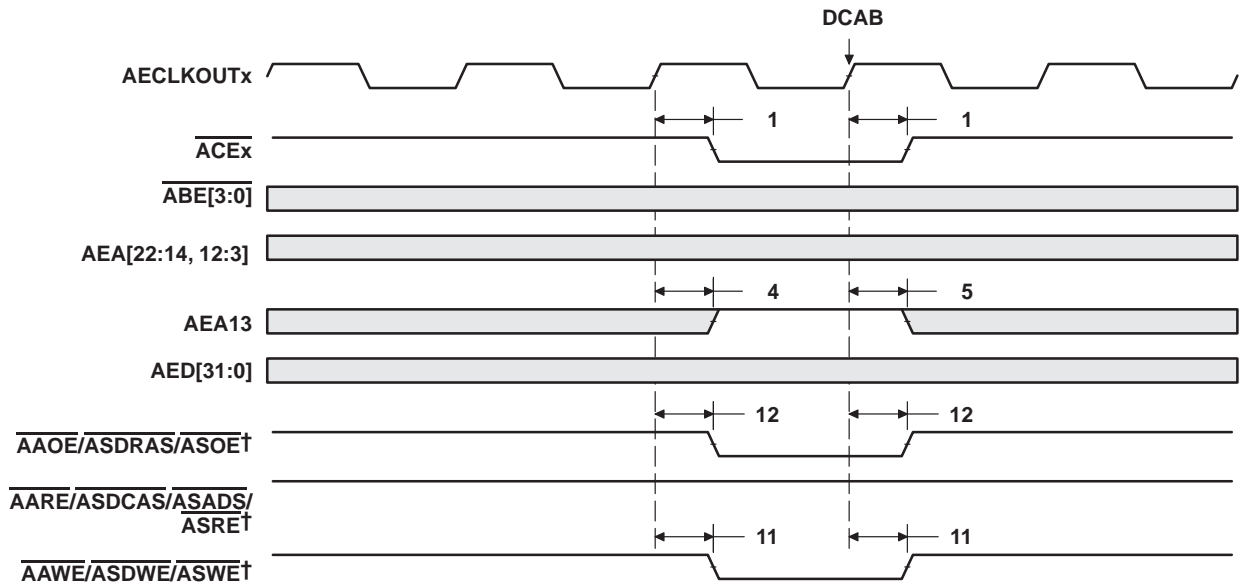 DCAB
AECLKOUTx
1 1
ACEx
ABE[3:0]
AEA[22:14, 12:3]
4 5
AEA13
AED[31:0]
12 12
AAOE/ASDRAS/ASOE†
AARE/ASDCAS/ASADS/
ASRE†
11 11
AAWE/ASDWE/ASWE†